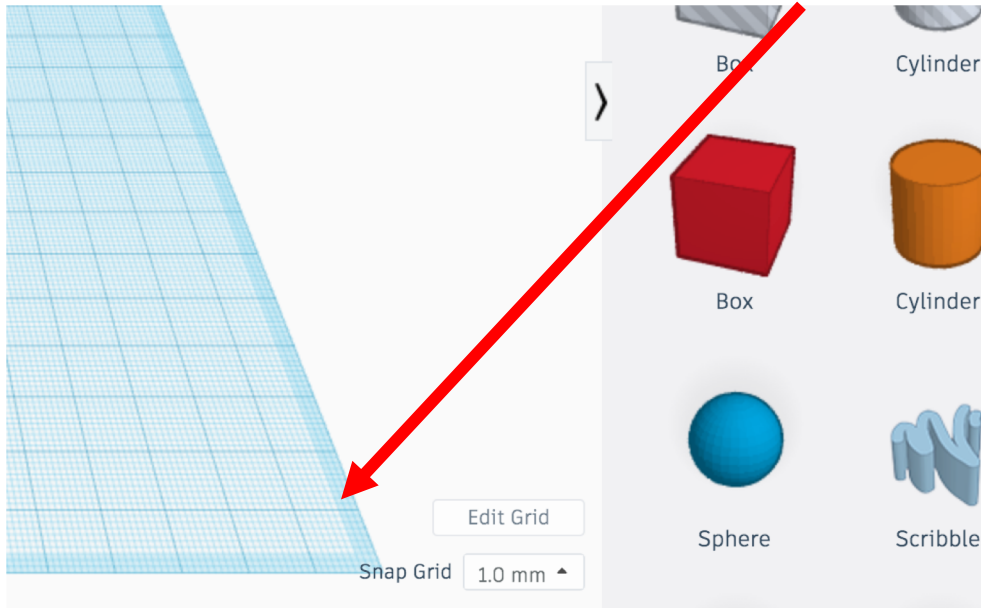 Box
Cylinder
Box
Cylinder
Sphere
Scribble
Edit Grid
Snap Grid 1.0 mm